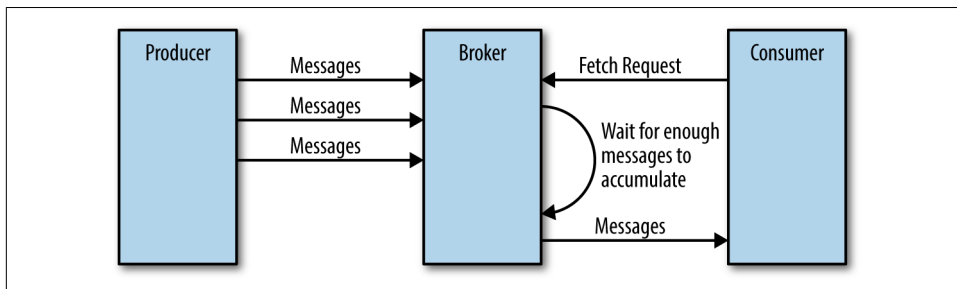 Producer
Broker
Consumer
Messages
Messages
Messages
Fetch Request
Wait for enough
messages to
accumulate
Messages